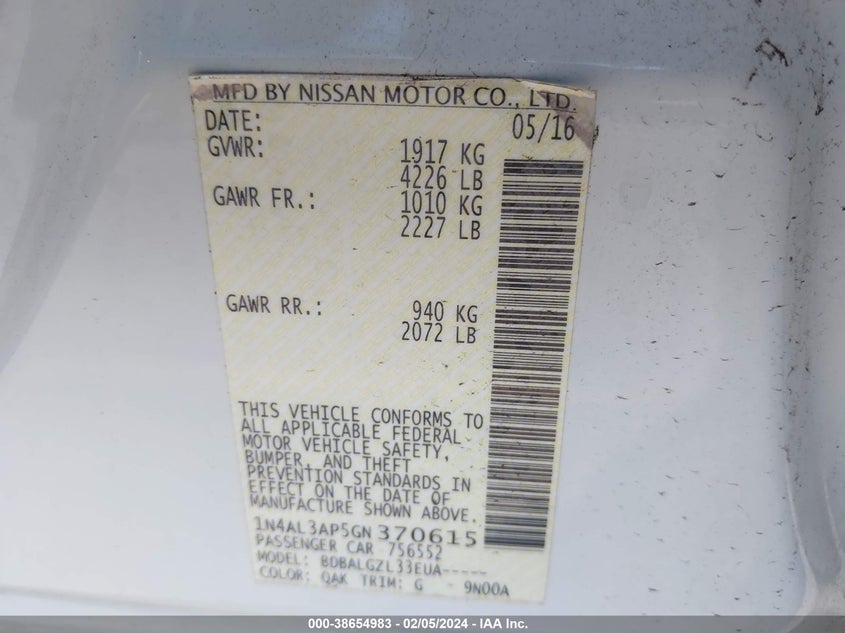 MFD BY NISSAN MOTOR CO., LTD.
DATE: 05/16
GVWR: 1917 KG
4226 LB
GAWR FR.: 1010 KG
2227 LB
GAWR RR.: 940 KG
2072 LB
THIS VEHICLE CONFORMS TO
ALL APPLICABLE FEDERAL
MOTOR VEHICLE SAFETY,
BUMPER, AND THEFT
PREVENTION STANDARDS IN
EFFECT ON THE DATE OF
MANUFACTURE SHOWN ABOVE.
1N4AL3AP5GN370615
PASSENGER CAR 756552
MODEL: BDBALGZL33EUA-----
COLOR: QAK TRIM: G - 9N00A
000-38654983 - 02/05/2024 - IAA Inc.